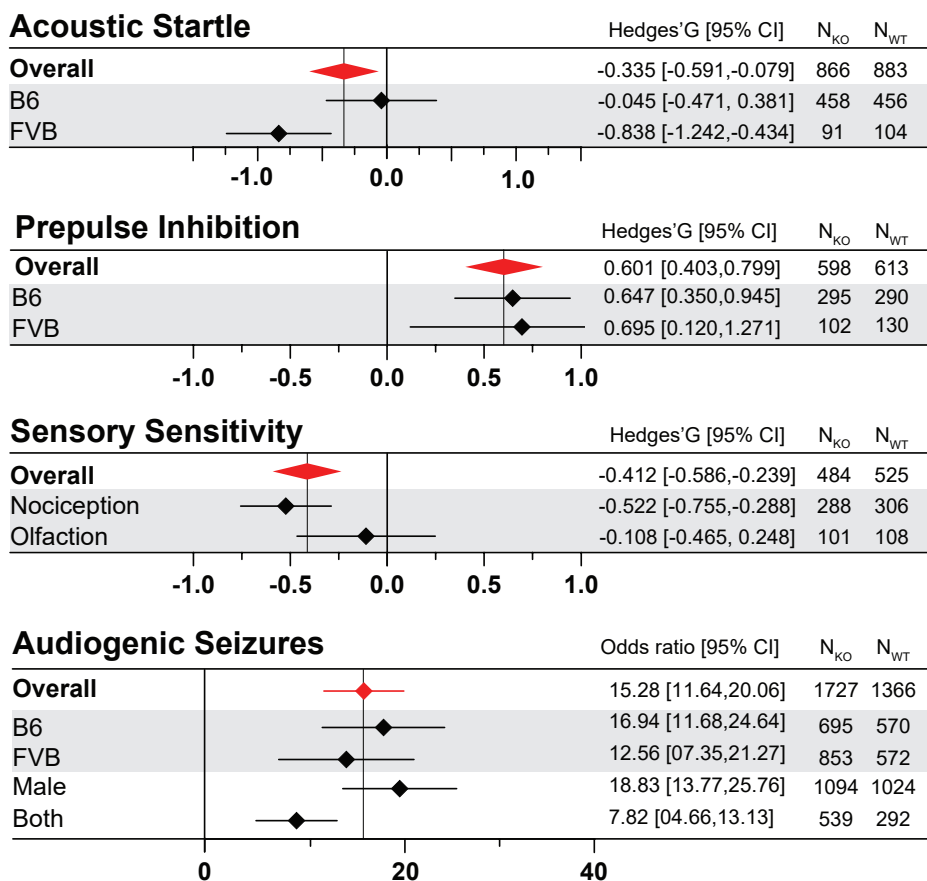 Acoustic Startle Hedges'G [95% CI] N_KO N_WT
Overall -0.335 [-0.591,-0.079] 866 883
B6 -0.045 [-0.471, 0.381] 458 456
FVB -0.838 [-1.242,-0.434] 91 104
-1.0 0.0 1.0
Prepulse Inhibition Hedges'G [95% CI] N_KO N_WT
Overall 0.601 [0.403,0.799] 598 613
B6 0.647 [0.350,0.945] 295 290
FVB 0.695 [0.120,1.271] 102 130
-1.0 -0.5 0.0 0.5 1.0
Sensory Sensitivity Hedges'G [95% CI] N_KO N_WT
Overall -0.412 [-0.586,-0.239] 484 525
Nociception -0.522 [-0.755,-0.288] 288 306
Olfaction -0.108 [-0.465, 0.248] 101 108
-1.0 -0.5 0.0 0.5 1.0
Audiogenic Seizures Odds ratio [95% CI] N_KO N_WT
Overall 15.28 [11.64,20.06] 1727 1366
B6 16.94 [11.68,24.64] 695 570
FVB 12.56 [07.35,21.27] 853 572
Male 18.83 [13.77,25.76] 1094 1024
Both 7.82 [04.66,13.13] 539 292
0 20 40